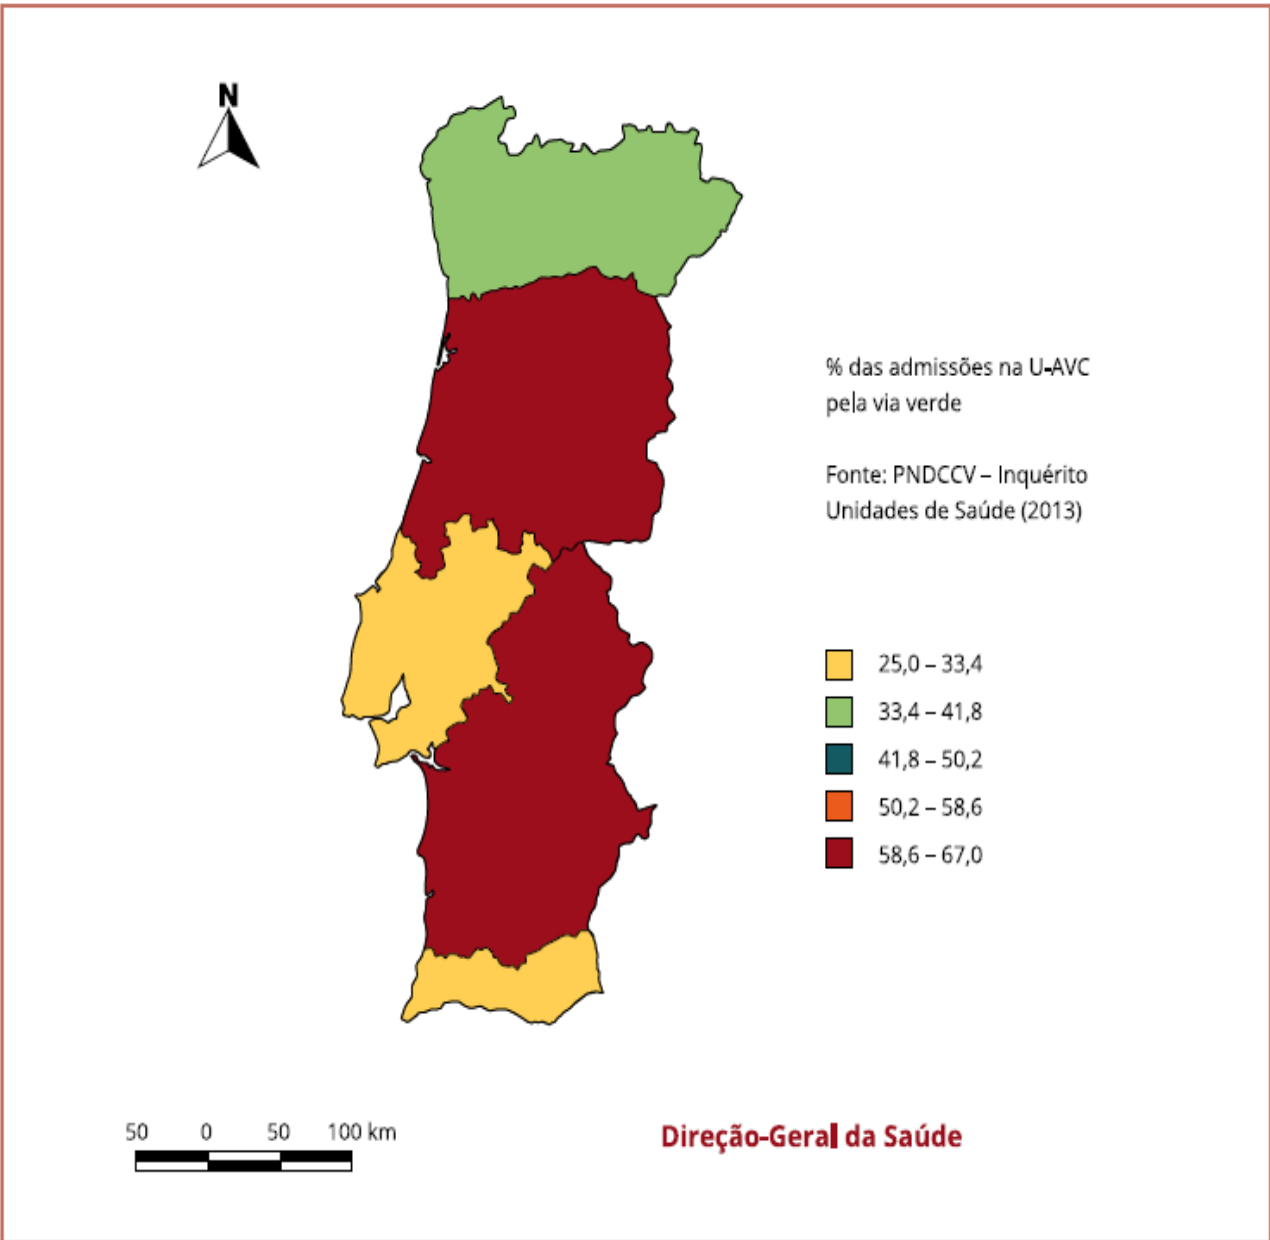 N
% das admissões na U-AVC
pela via verde
Fonte: PNDCCV – Inquérito
Unidades de Saúde (2013)
25,0 – 33,4
33,4 – 41,8
41,8 – 50,2
50,2 – 58,6
58,6 – 67,0
50 0 50 100 km
Direção-Geral da Saúde